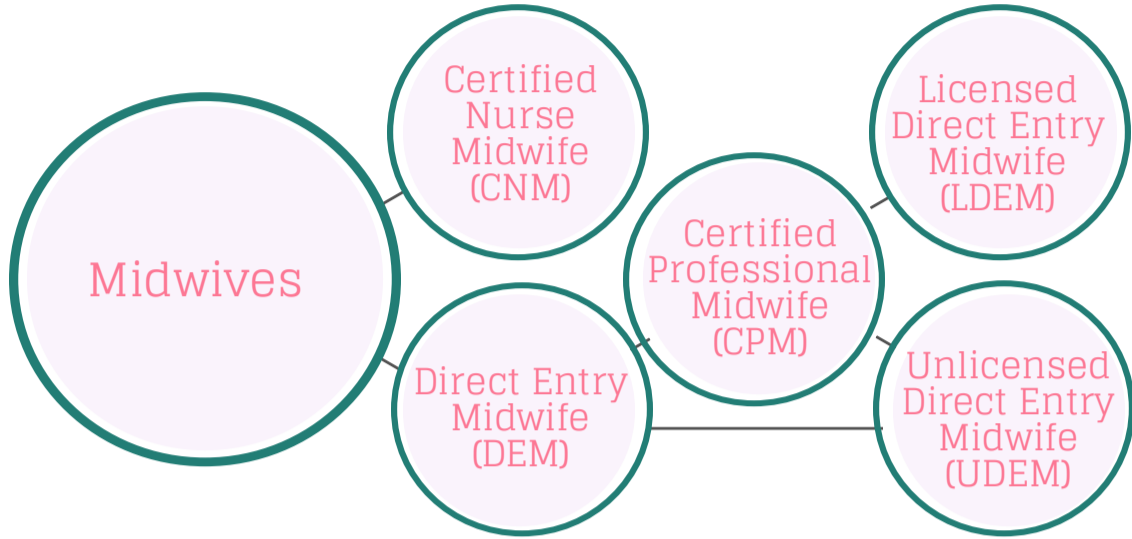 Midwives
Certified
Nurse
Midwife
(CNM)
Direct Entry
Midwife
(DEM)
Certified
Professional
Midwife
(CPM)
Licensed
Direct Entry
Midwife
(LDEM)
Unlicensed
Direct Entry
Midwife
(UDEM)